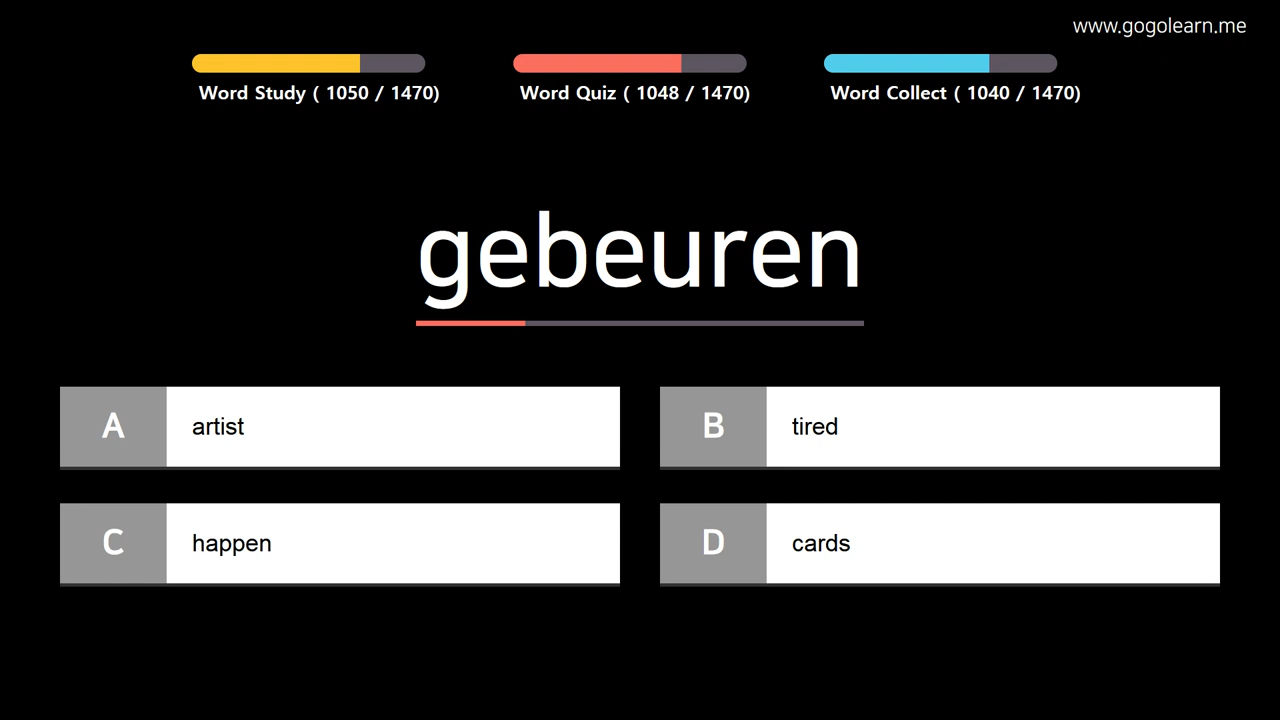 www.gogolearn.me
Word Study ( 1050 / 1470)
Word Quiz ( 1048 / 1470)
Word Collect ( 1040 / 1470)
gebeuren
A artist
B tired
C happen
D cards